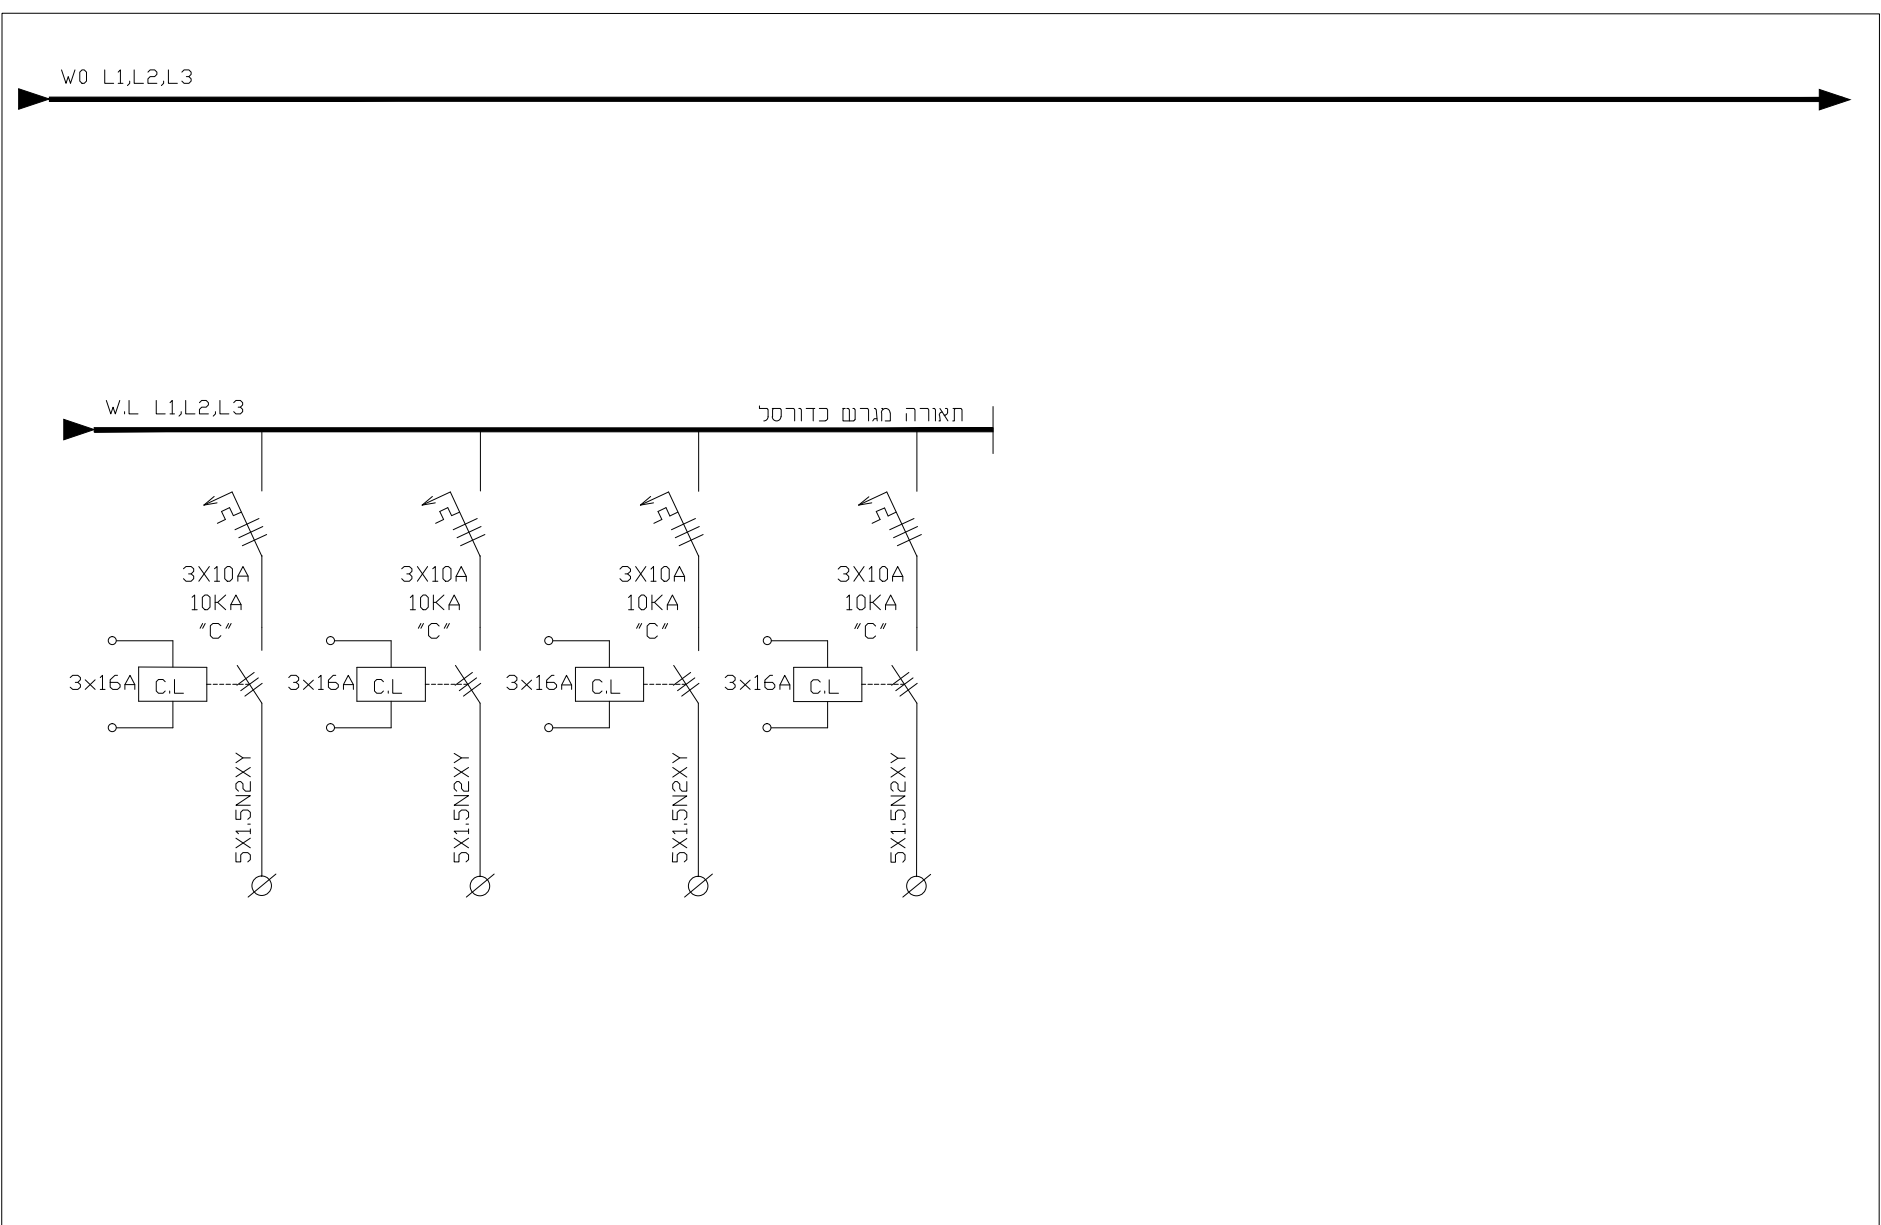 W0 L1,L2,L3
W.L L1,L2,L3
תאורה מגרש כדורסל
3X10A
10KA
"C"
3x16A
C.L
5X1.5N2XY
3X10A
10KA
"C"
3x16A
C.L
5X1.5N2XY
3X10A
10KA
"C"
3x16A
C.L
5X1.5N2XY
3X10A
10KA
"C"
3x16A
C.L
5X1.5N2XY